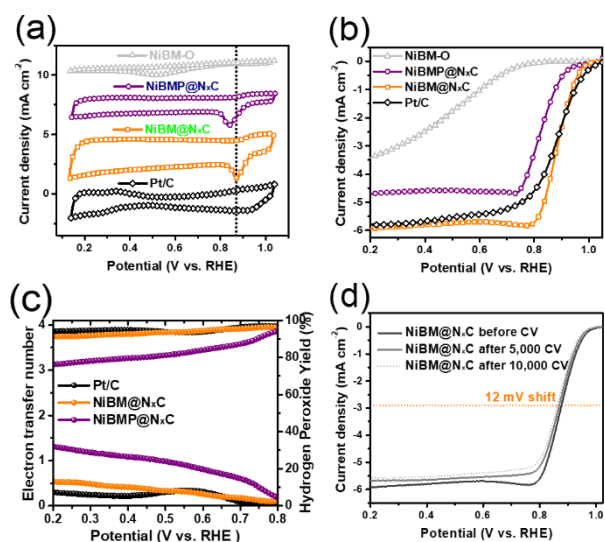 (a)
NiBM-O
NiBMP@NₓC
NiBM@NₓC
Pt/C
Current density (mA cm⁻²)
10
5
0
0.2 0.4 0.6 0.8 1.0
Potential (V vs. RHE)
(b)
NiBM-O
NiBMP@NₓC
NiBM@NₓC
Pt/C
Current density (mA cm⁻²)
0
-1
-2
-3
-4
-5
-6
0.2 0.4 0.6 0.8 1.0
Potential (V vs. RHE)
(c)
Electron transfer number
4
3
2
1
0
Pt/C
NiBM@NₓC
NiBMP@NₓC
Hydrogen Peroxide Yield (%)
100
80
60
40
20
0
0.2 0.3 0.4 0.5 0.6 0.7 0.8
Potential (V vs. RHE )
(d)
NiBM@NₓC before CV
NiBM@NₓC after 5,000 CV
NiBM@NₓC after 10,000 CV
12 mV shift
Current density (mA cm⁻²)
0
-1
-2
-3
-4
-5
-6
0.2 0.4 0.6 0.8 1.0
Potential (V vs. RHE)